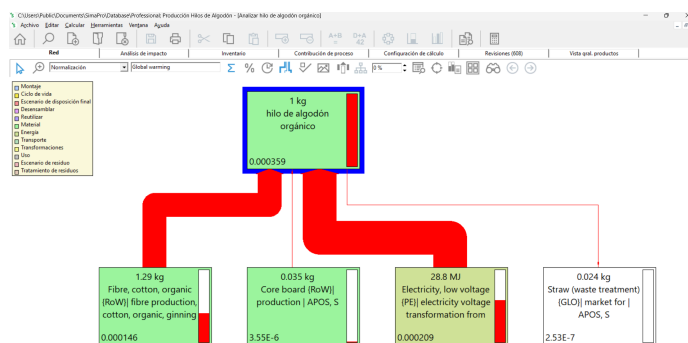 C:\Users\Public\Documents\SimaPro\Database\Professional; Producción Hilos de Algodón - [Analizar hilo de algodón orgánico]
Archivo Editar Calcular Herramientas Ventana Ayuda
A+B
= 
D+A
42
Red Análisis de impacto Inventario Contribución de proceso Configuración de cálculo Revisiones (608) Vista gral. productos
Normalización Global warming Σ % 0 %
Montaje
Ciclo de vida
Escenario de disposición final
Desensamblar
Reutilizar
Material
Energía
Transporte
Transformaciones
Uso
Escenario de residuo
Tratamiento de residuos
1 kg
hilo de algodón
orgánico
0.000359
1.29 kg
Fibre, cotton, organic
{RoW}| fibre production,
cotton, organic, ginning
0.000146
0.035 kg
Core board {RoW}|
production | APOS, S
3.55E-6
28.8 MJ
Electricity, low voltage
{PE}| electricity voltage
transformation from
0.000209
0.024 kg
Straw (waste treatment)
{GLO}| market for |
APOS, S
2.53E-7